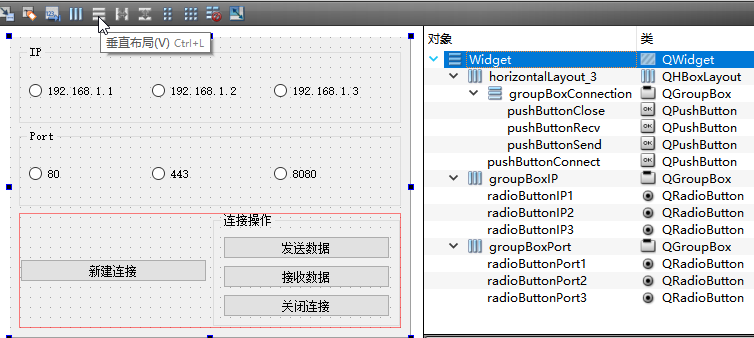 垂直布局(V) Ctrl+L
IP
192.168.1.1 192.168.1.2 192.168.1.3
Port
80 443 8080
连接操作
新建连接
发送数据
接收数据
关闭连接
对象 类
Widget QWidget
horizontalLayout_3 QHBoxLayout
groupBoxConnection QGroupBox
pushButtonClose QPushButton
pushButtonRecv QPushButton
pushButtonSend QPushButton
pushButtonConnect QPushButton
groupBoxIP QGroupBox
radioButtonIP1 QRadioButton
radioButtonIP2 QRadioButton
radioButtonIP3 QRadioButton
groupBoxPort QGroupBox
radioButtonPort1 QRadioButton
radioButtonPort2 QRadioButton
radioButtonPort3 QRadioButton